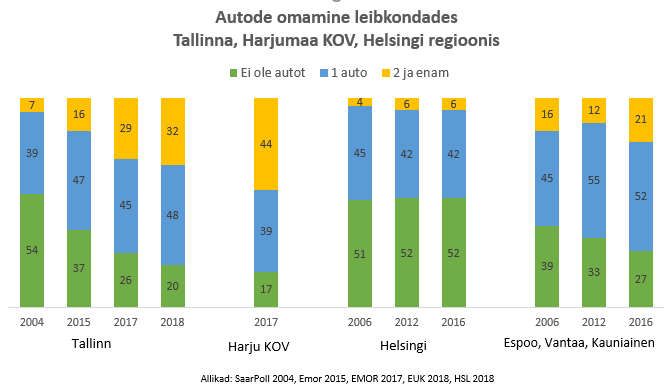 Autode omamine leibkondades
Tallinna, Harjumaa KOV, Helsingi regioonis
Ei ole autot 1 auto 2 ja enam
7 16 29 32 44 4 6 6 16 12 21
39 47 45 48 39 45 42 42 45 55 52
54 37 26 20 17 51 52 52 39 33 27
2004 2015 2017 2018 2017 2006 2012 2016 2006 2012 2016
Tallinn Harju KOV Helsingi Espoo, Vantaa, Kauniainen
Allikad: SaarPoll 2004, Emor 2015, EMOR 2017, EUK 2018, HSL 2018